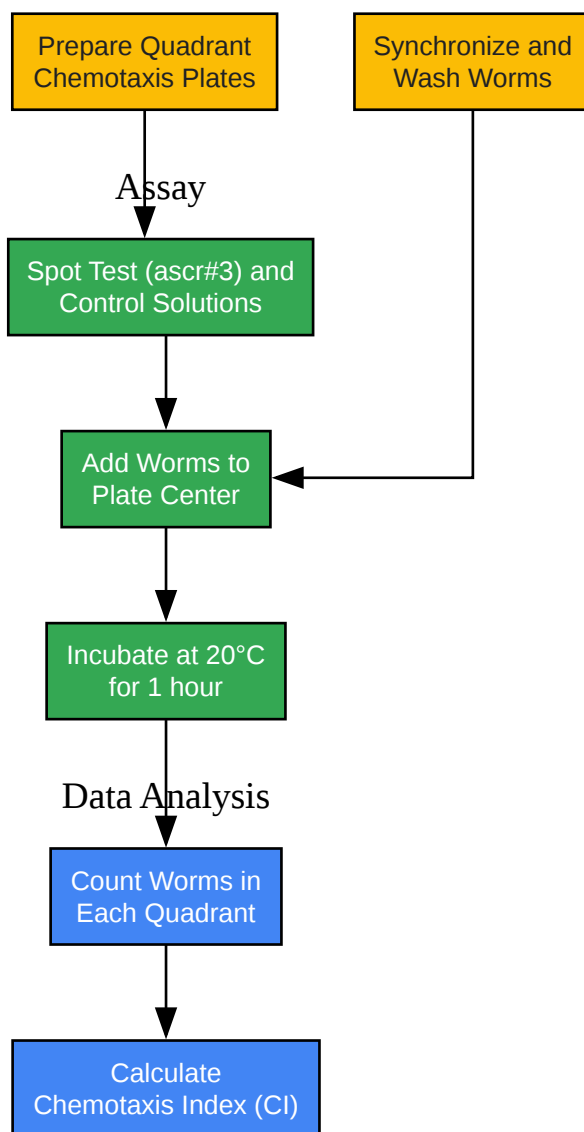 Prepare Quadrant
Chemotaxis Plates
Synchronize and
Wash Worms
Assay
Spot Test (ascr#3) and
Control Solutions
Add Worms to
Plate Center
Incubate at 20°C
for 1 hour
Data Analysis
Count Worms in
Each Quadrant
Calculate
Chemotaxis Index (CI)